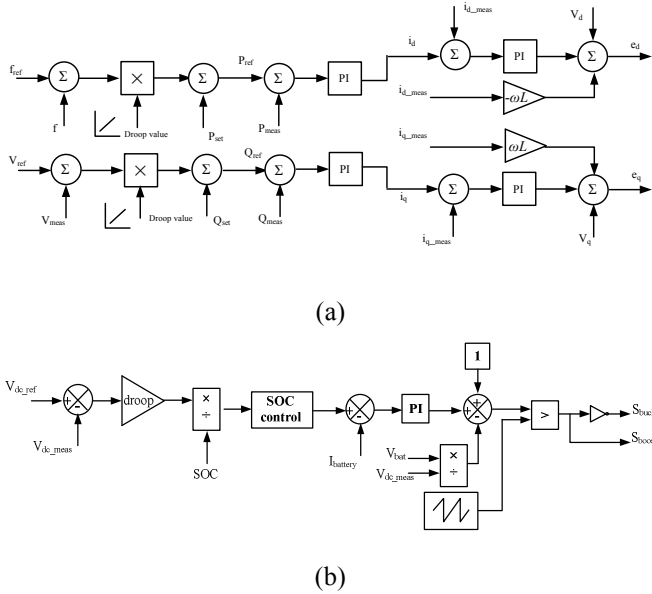 i_d_meas
V_d
i_d
e_d
f_ref
Σ
×
Σ
P_ref
Σ
PI
Σ
PI
Σ
i_d_meas
-ωL
f
Droop value
P_set
P_meas
V_ref
Σ
×
Σ
Q_ref
Σ
PI
i_q_meas
ωL
V_meas
Droop value
Q_set
Q_meas
i_q
Σ
PI
Σ
e_q
i_q_meas
V_q
(a)
1
V_dc_ref
+ -
droop
×
÷
SOC
control
+ -
PI
+ + -
>
S_buc
S_boo
V_dc_meas
SOC
I_battery
V_bat
V_dc_meas
×
÷
(b)